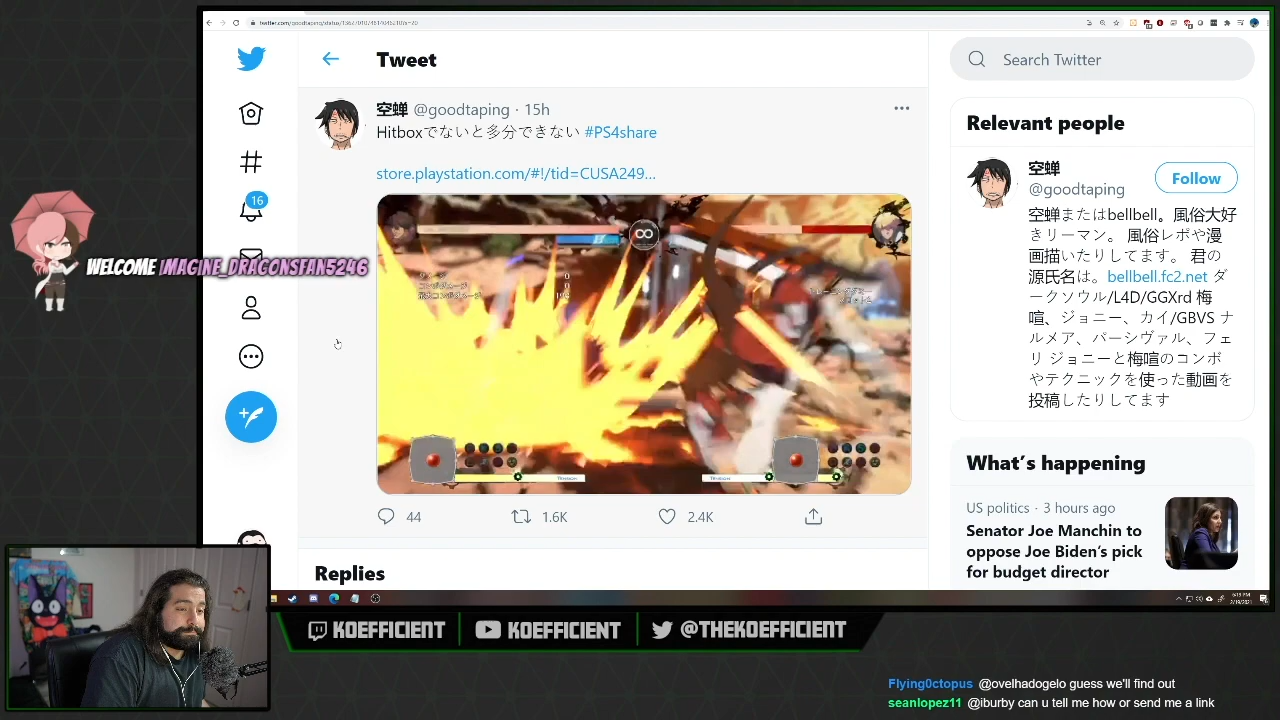 Tweet
Search Twitter
空蝉 @goodtaping · 15h
Hitboxでないと多分できない #PS4share
store.playstation.com/#!/tid=CUSA249...
Relevant people
空蝉
@goodtaping
Follow
空蝉またはbellbell。風俗大好
きリーマン、風俗レポや漫
画描いたりしてます。 君の
源氏名は。bellbell.fc2.net ダ
ークソウル/L4D/GGXrd 梅
喧、ジョニー、カイ/GBVS ナ
ルメア、パーシヴァル、フェ
リ ジョニーと梅喧のコンボ
やテクニックを使った動画を
投稿したりしてます
16
WELCOME IMAGINE_DRAGONSFAN5246
44
1.6K
2.4K
Replies
What's happening
US politics · 3 hours ago
Senator Joe Manchin to
oppose Joe Biden's pick
for budget director
KOEFFICIENT
KOEFFICIENT
@THEKOEFFICIENT
Flying0ctopus @ovelhadogelo guess we'll find out
seanlopez11 @iburby can u tell me how or send me a link